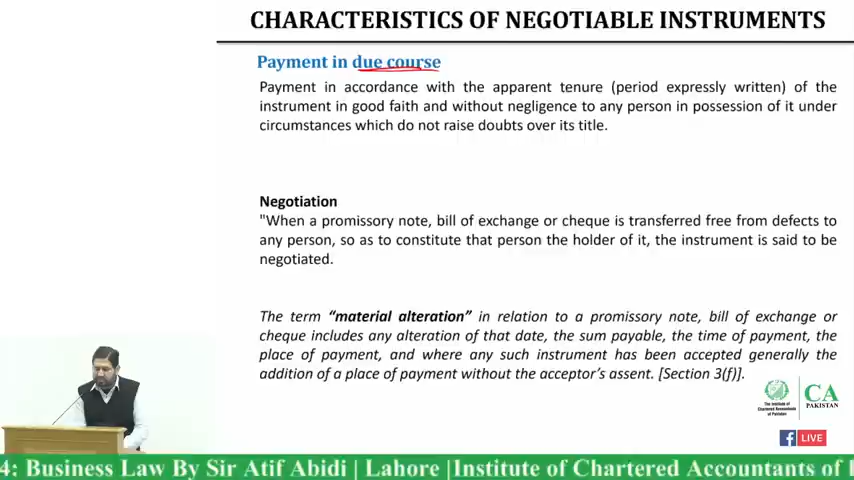 CHARACTERISTICS OF NEGOTIABLE INSTRUMENTS
Payment in due course
Payment in accordance with the apparent tenure (period expressly written) of the
instrument in good faith and without negligence to any person in possession of it under
circumstances which do not raise doubts over its title.
Negotiation
"When a promissory note, bill of exchange or cheque is transferred free from defects to
any person, so as to constitute that person the holder of it, the instrument is said to be
negotiated.
The term “material alteration” in relation to a promissory note, bill of exchange or
cheque includes any alteration of that date, the sum payable, the time of payment, the
place of payment, and where any such instrument has been accepted generally the
addition of a place of payment without the acceptor’s assent. [Section 3(f)].
The Institute of
Chartered Accountants
of Pakistan
CA
PAKISTAN
f LIVE
4: Business Law By Sir Atif Abidi | Lahore |Institute of Chartered Accountants of